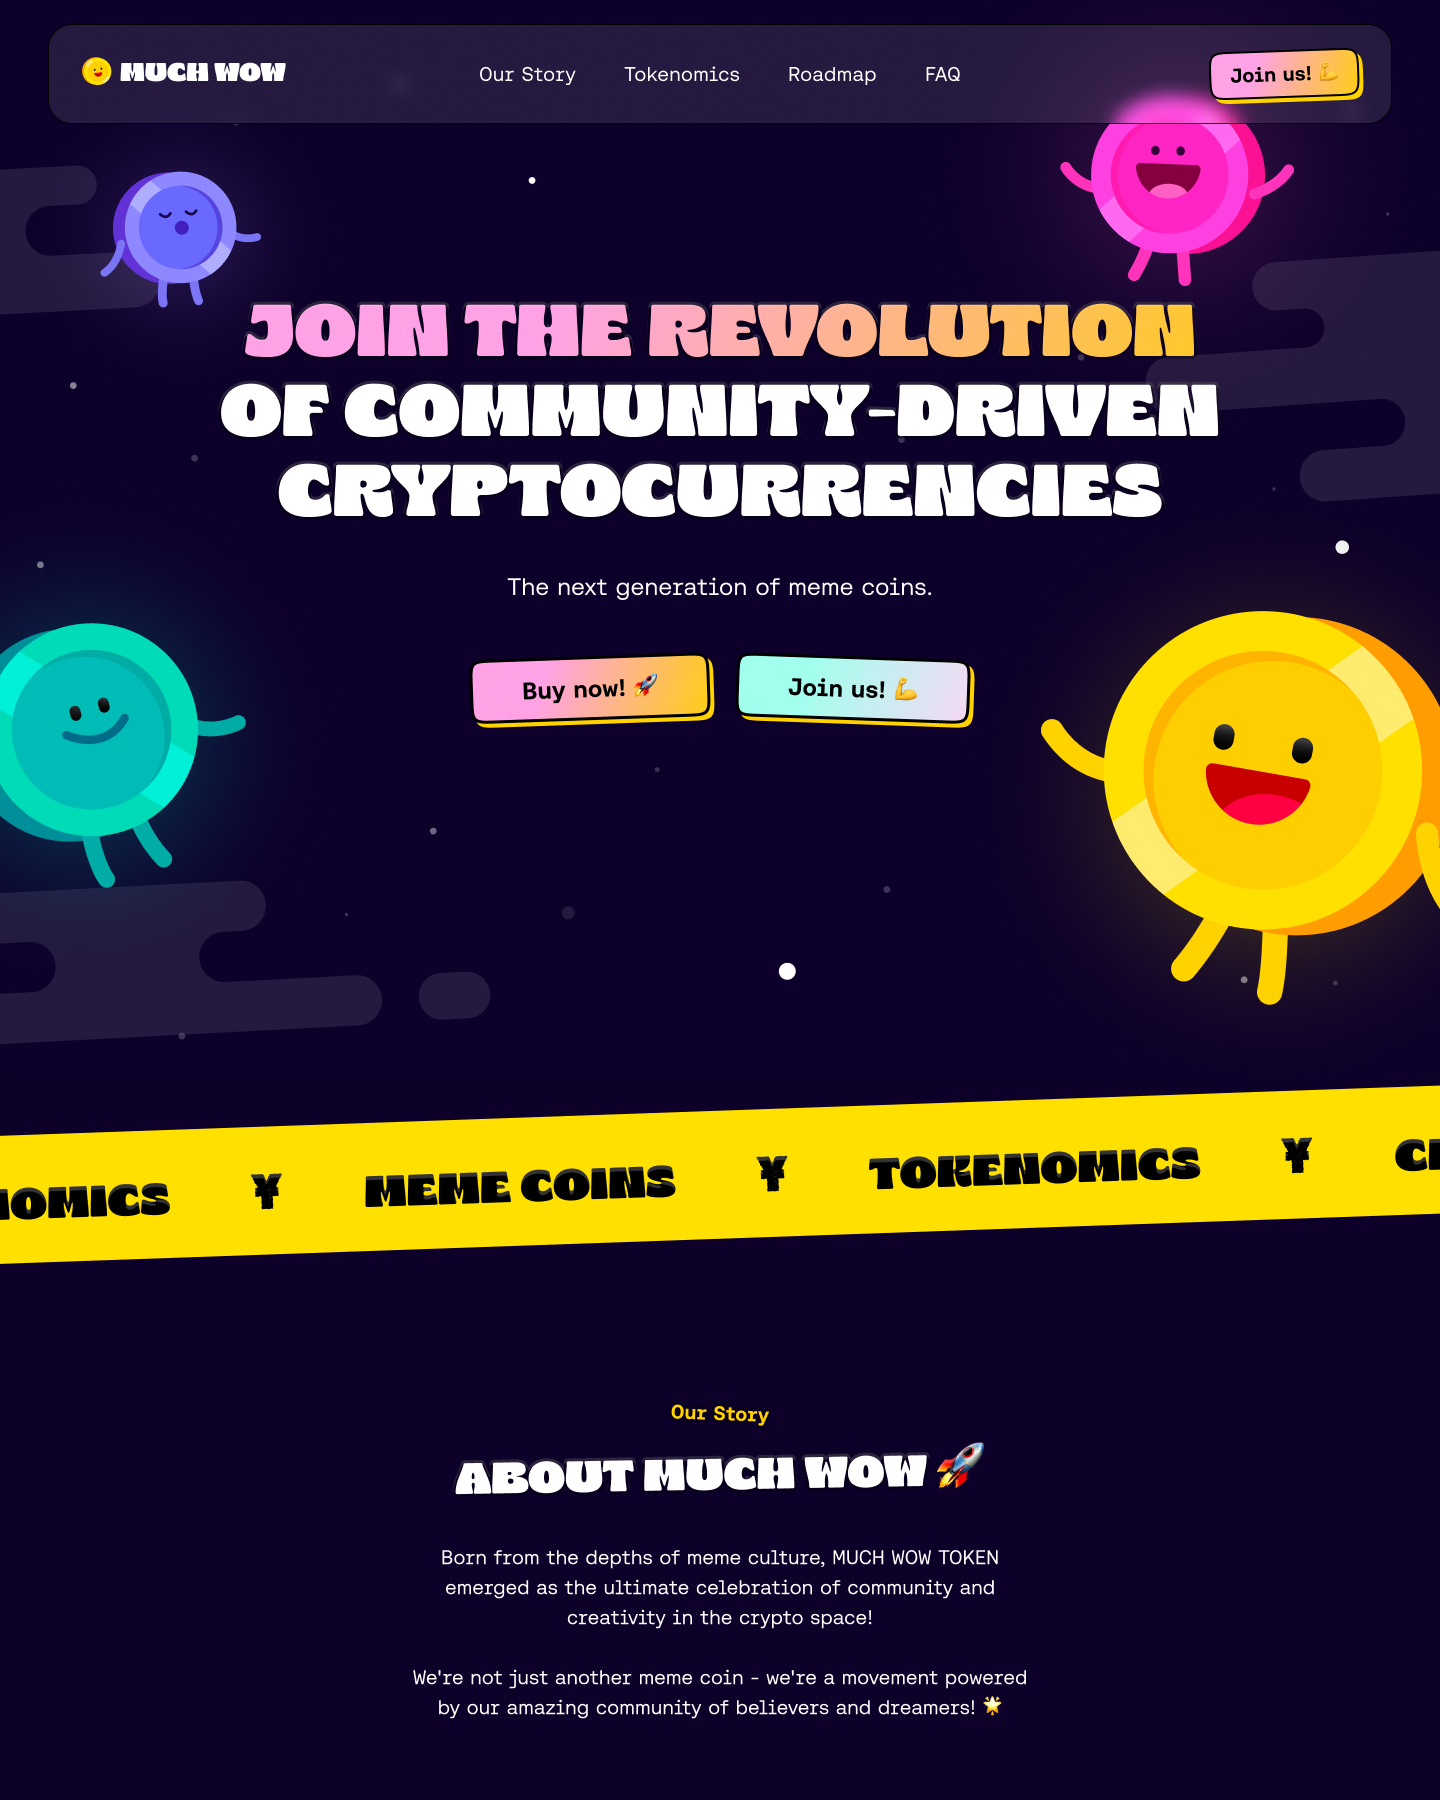 MUCH WOW
Our Story
Tokenomics
Roadmap
FAQ
Join us! 💪
JOIN THE REVOLUTION
OF COMMUNITY-DRIVEN
CRYPTOCURRENCIES
The next generation of meme coins.
Buy now! 🚀
Join us! 💪
NOMICS ¥ MEME COINS ¥ TOKENOMICS ¥ C
Our Story
ABOUT MUCH WOW 🚀
Born from the depths of meme culture, MUCH WOW TOKEN
emerged as the ultimate celebration of community and
creativity in the crypto space!
We're not just another meme coin - we're a movement powered
by our amazing community of believers and dreamers! 🌟